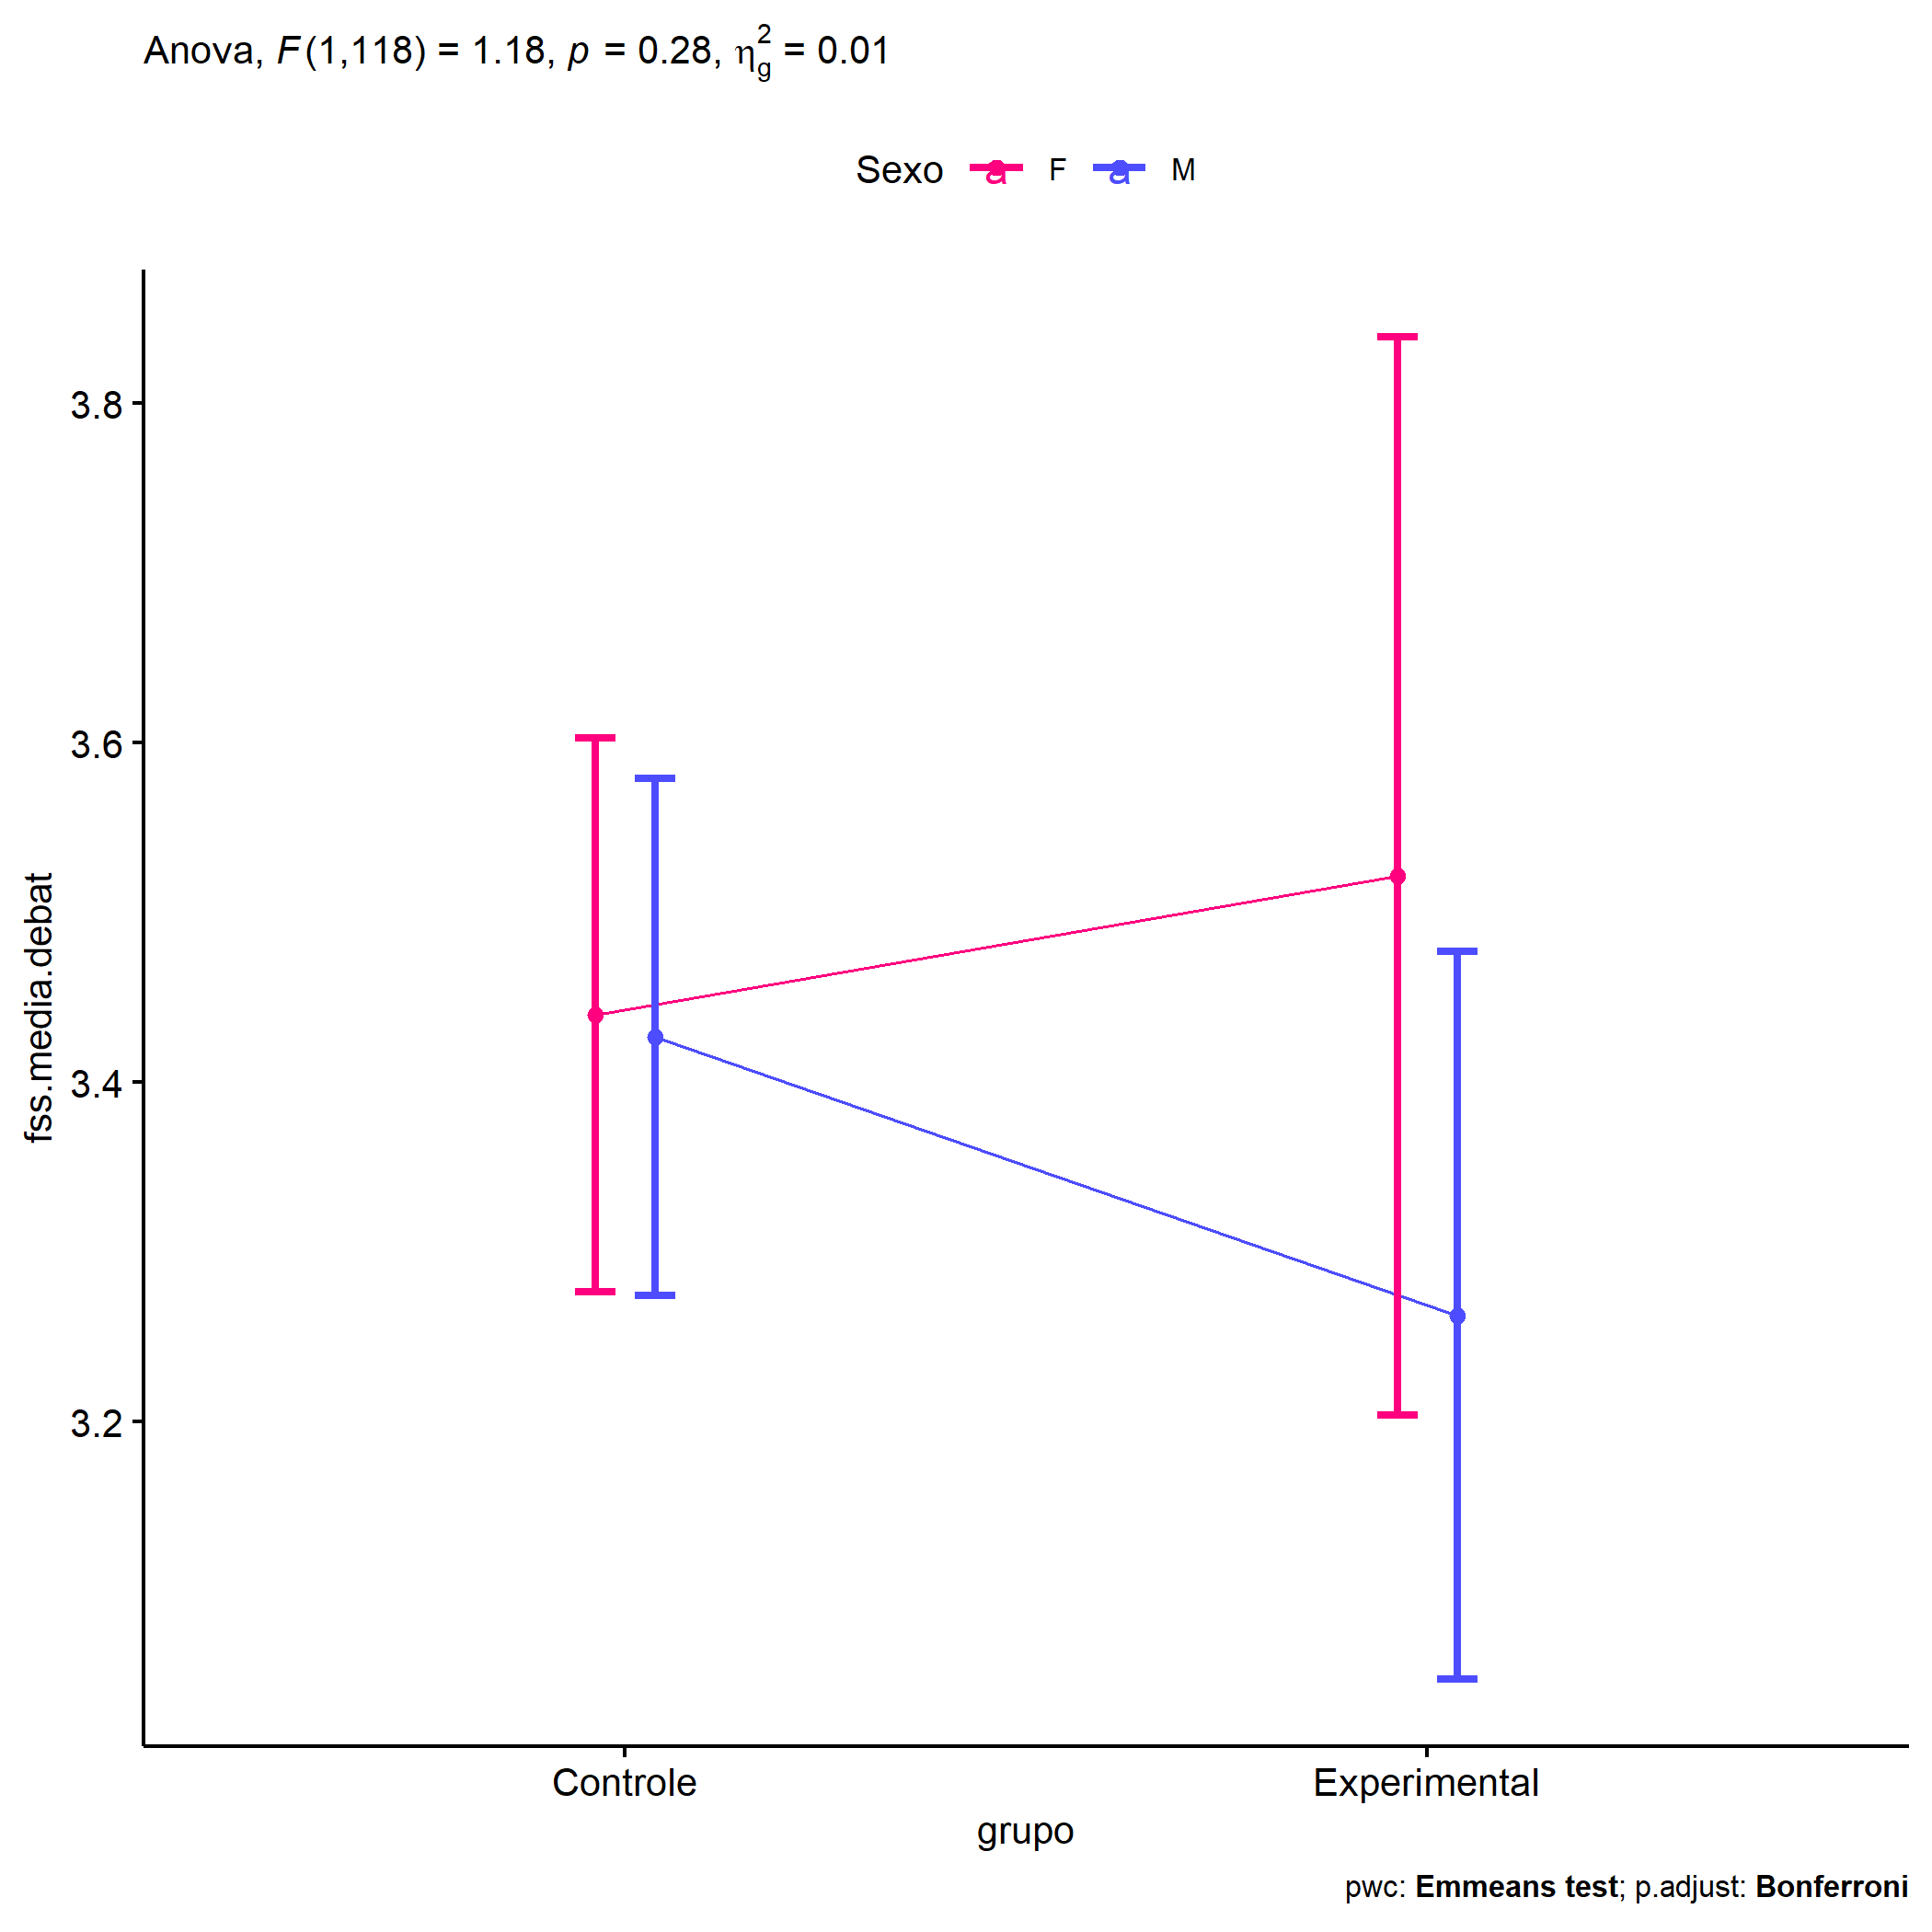 Anova, F(1,118) = 1.18, p = 0.28, η²g = 0.01
Sexo a F a M
fss.media.debat
3.8
3.6
3.4
3.2
Controle Experimental
grupo
pwc: Emmeans test; p.adjust: Bonferroni